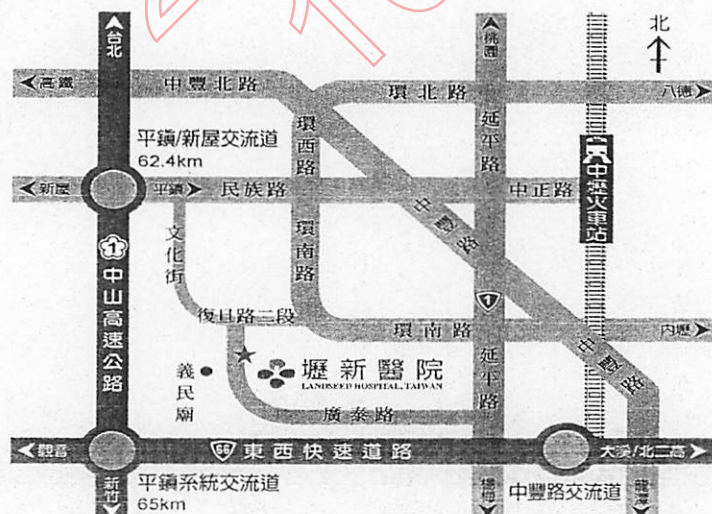 台北
桃園
北
高鐵
中豐北路
環北路
八德
平鎮/新屋交流道
62.4km
環西路
延平路
中壢火車站
新屋
平鎮
民族路
中正路
文化街
環南路
中豐路
1
中山高速公路
復旦路二段
環南路
1
內壢
義民廟
壢新醫院
LANDSEED HOSPITAL, TAIWAN
延平路
中豐路
廣泰路
觀音
66
東西快速道路
大溪/北二高
新竹
平鎮系統交流道
65km
楊梅
中豐路交流道
龍潭